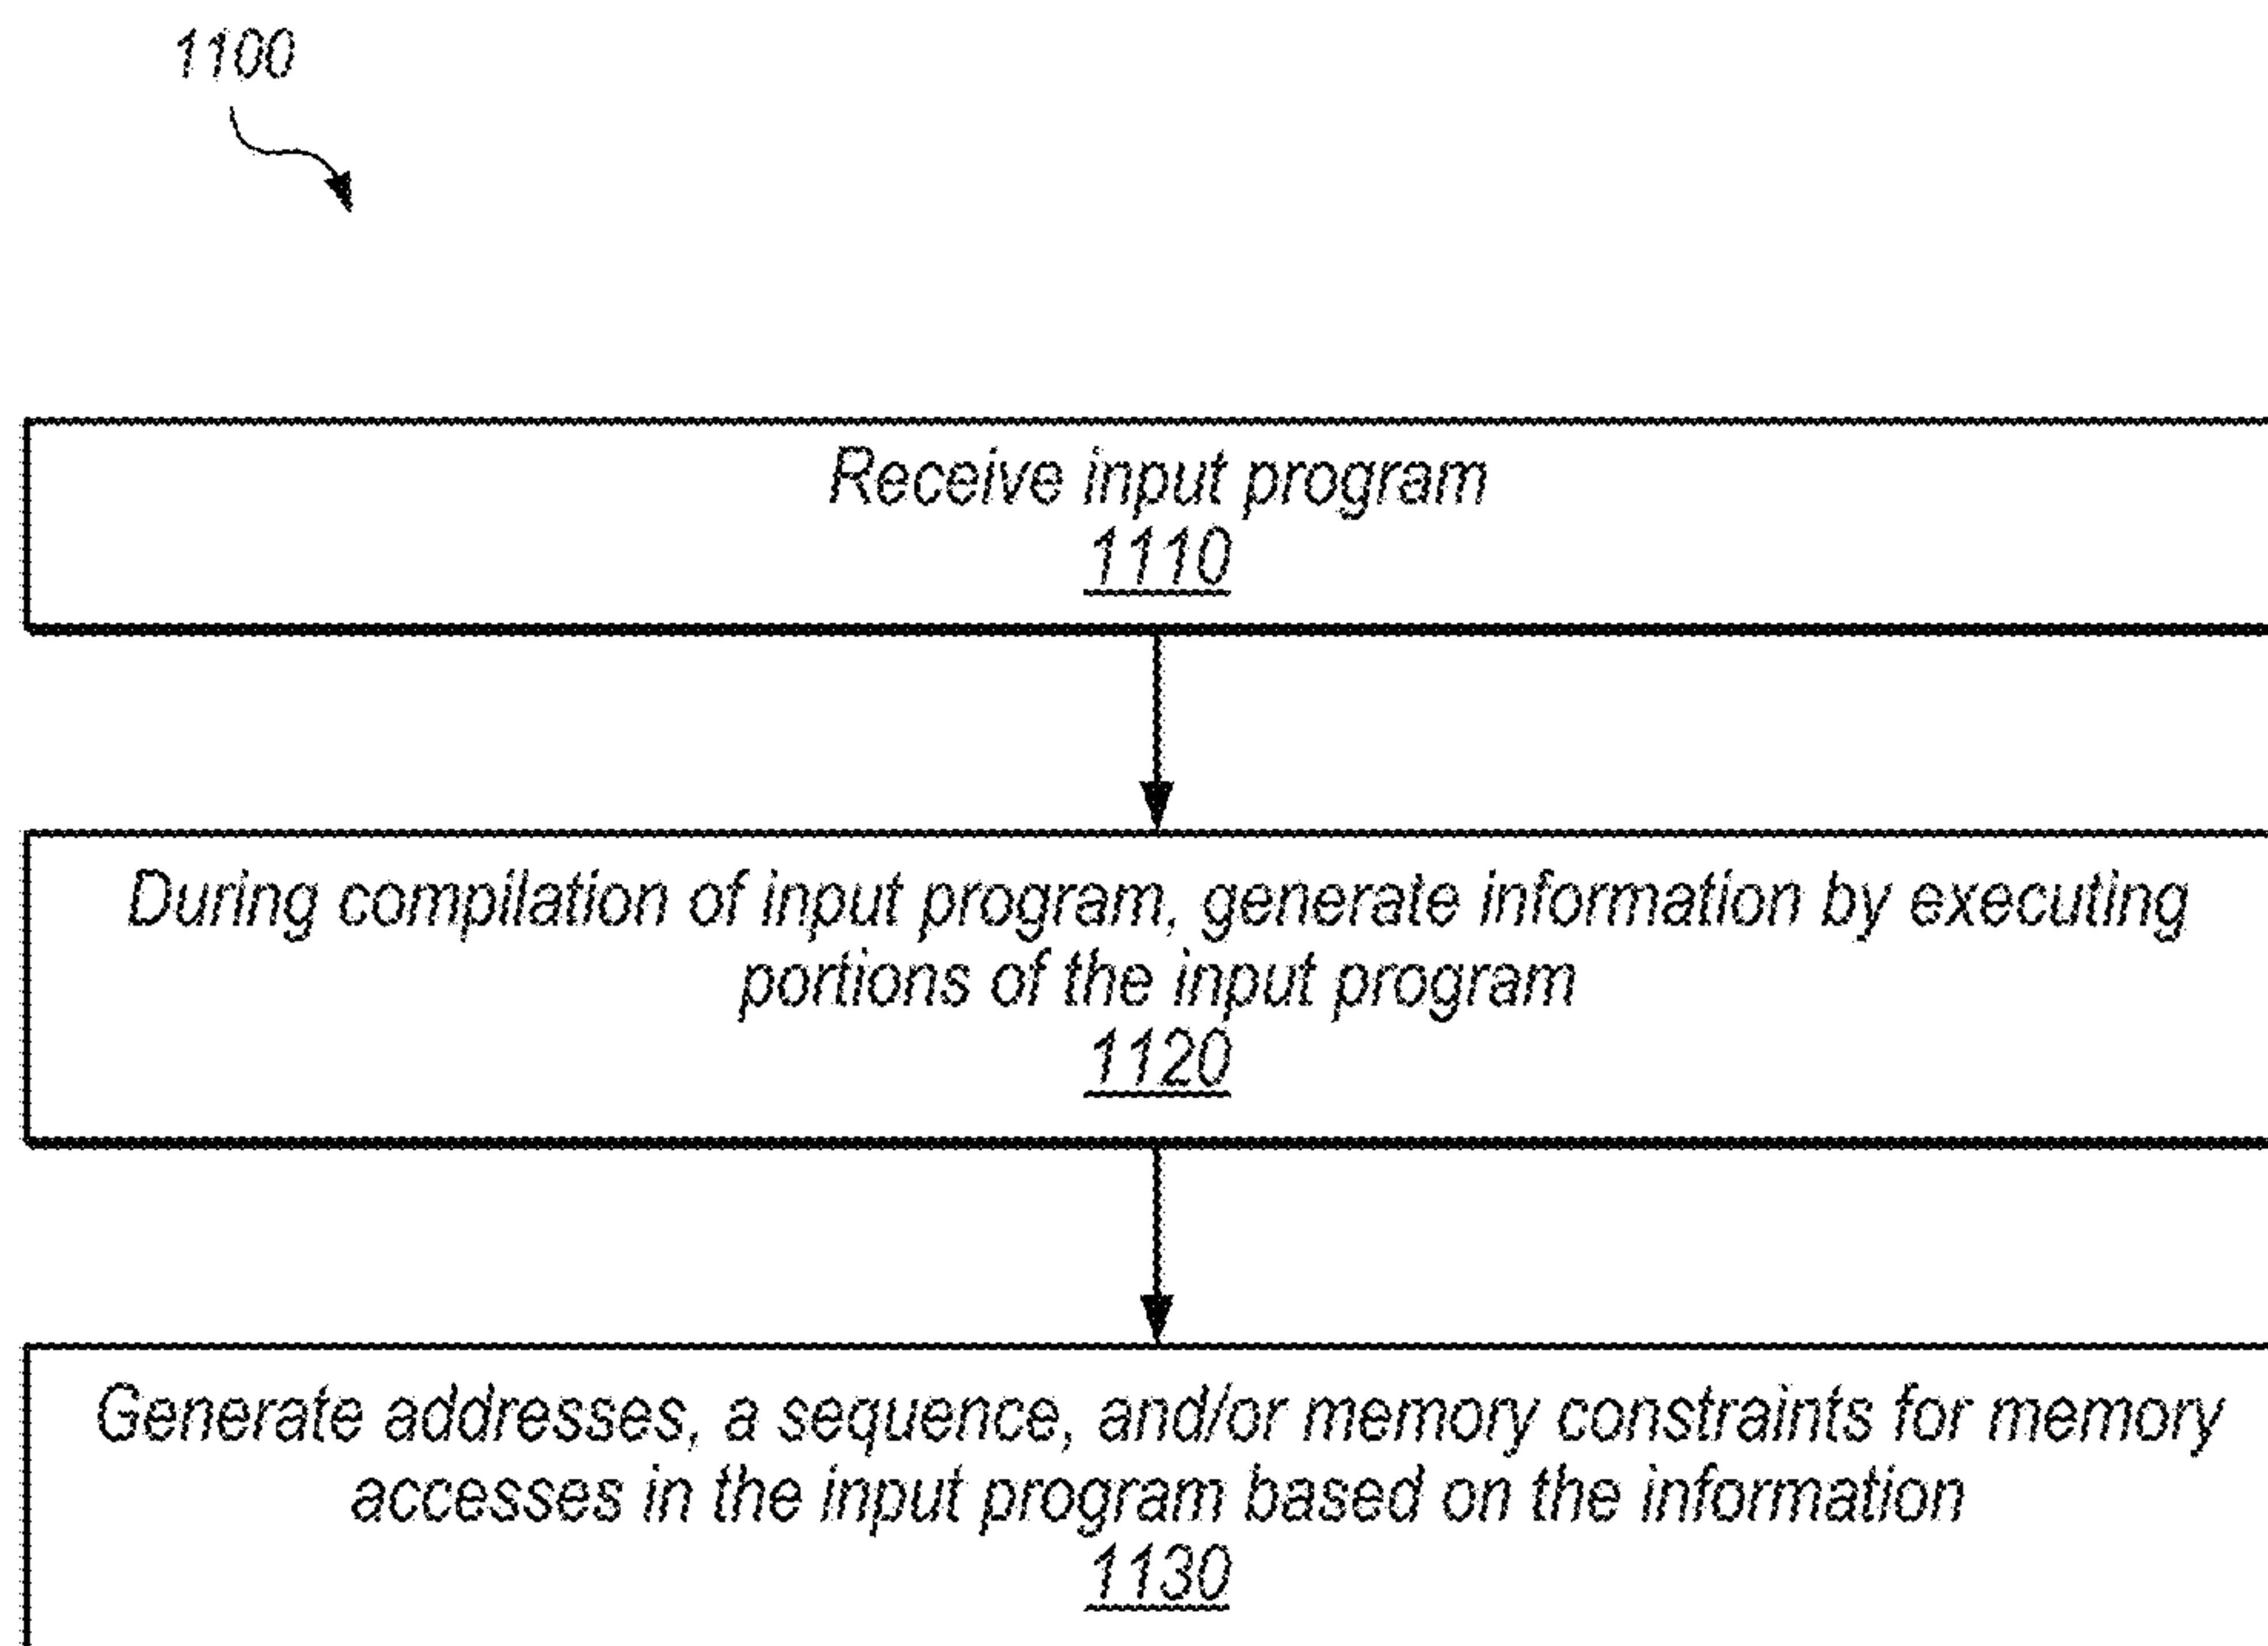 1100
Receive input program
1110
During compilation of input program, generate information by executing
portions of the input program
1120
Generate addresses, a sequence, and/or memory constraints for memory
accesses in the input program based on the information
1130